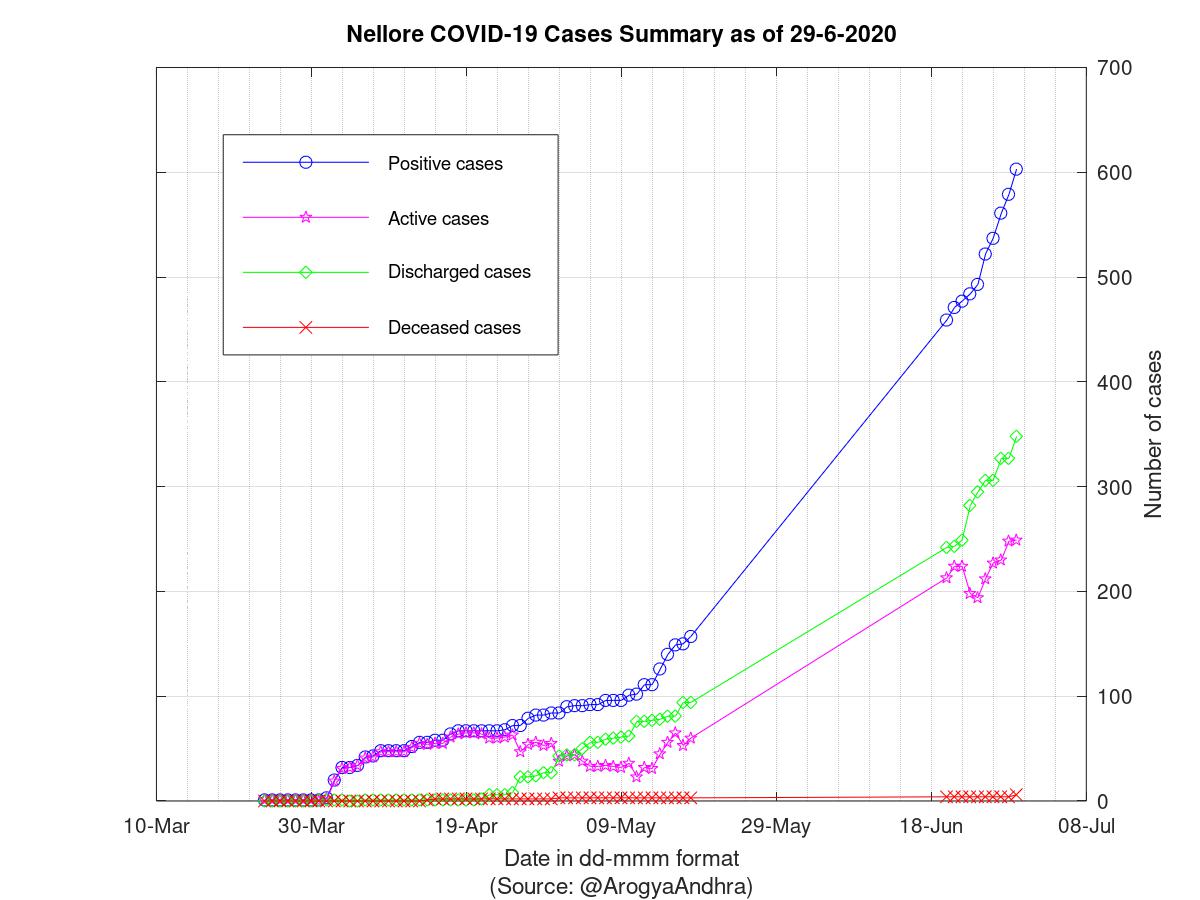 Nellore COVID-19 Cases Summary as of 29-6-2020
Positive cases
Active cases
Discharged cases
Deceased cases
700
600
500
400
300
200
100
0
Number of cases
10-Mar 30-Mar 19-Apr 09-May 29-May 18-Jun 08-Jul
Date in dd-mmm format
(Source: @ArogyaAndhra)